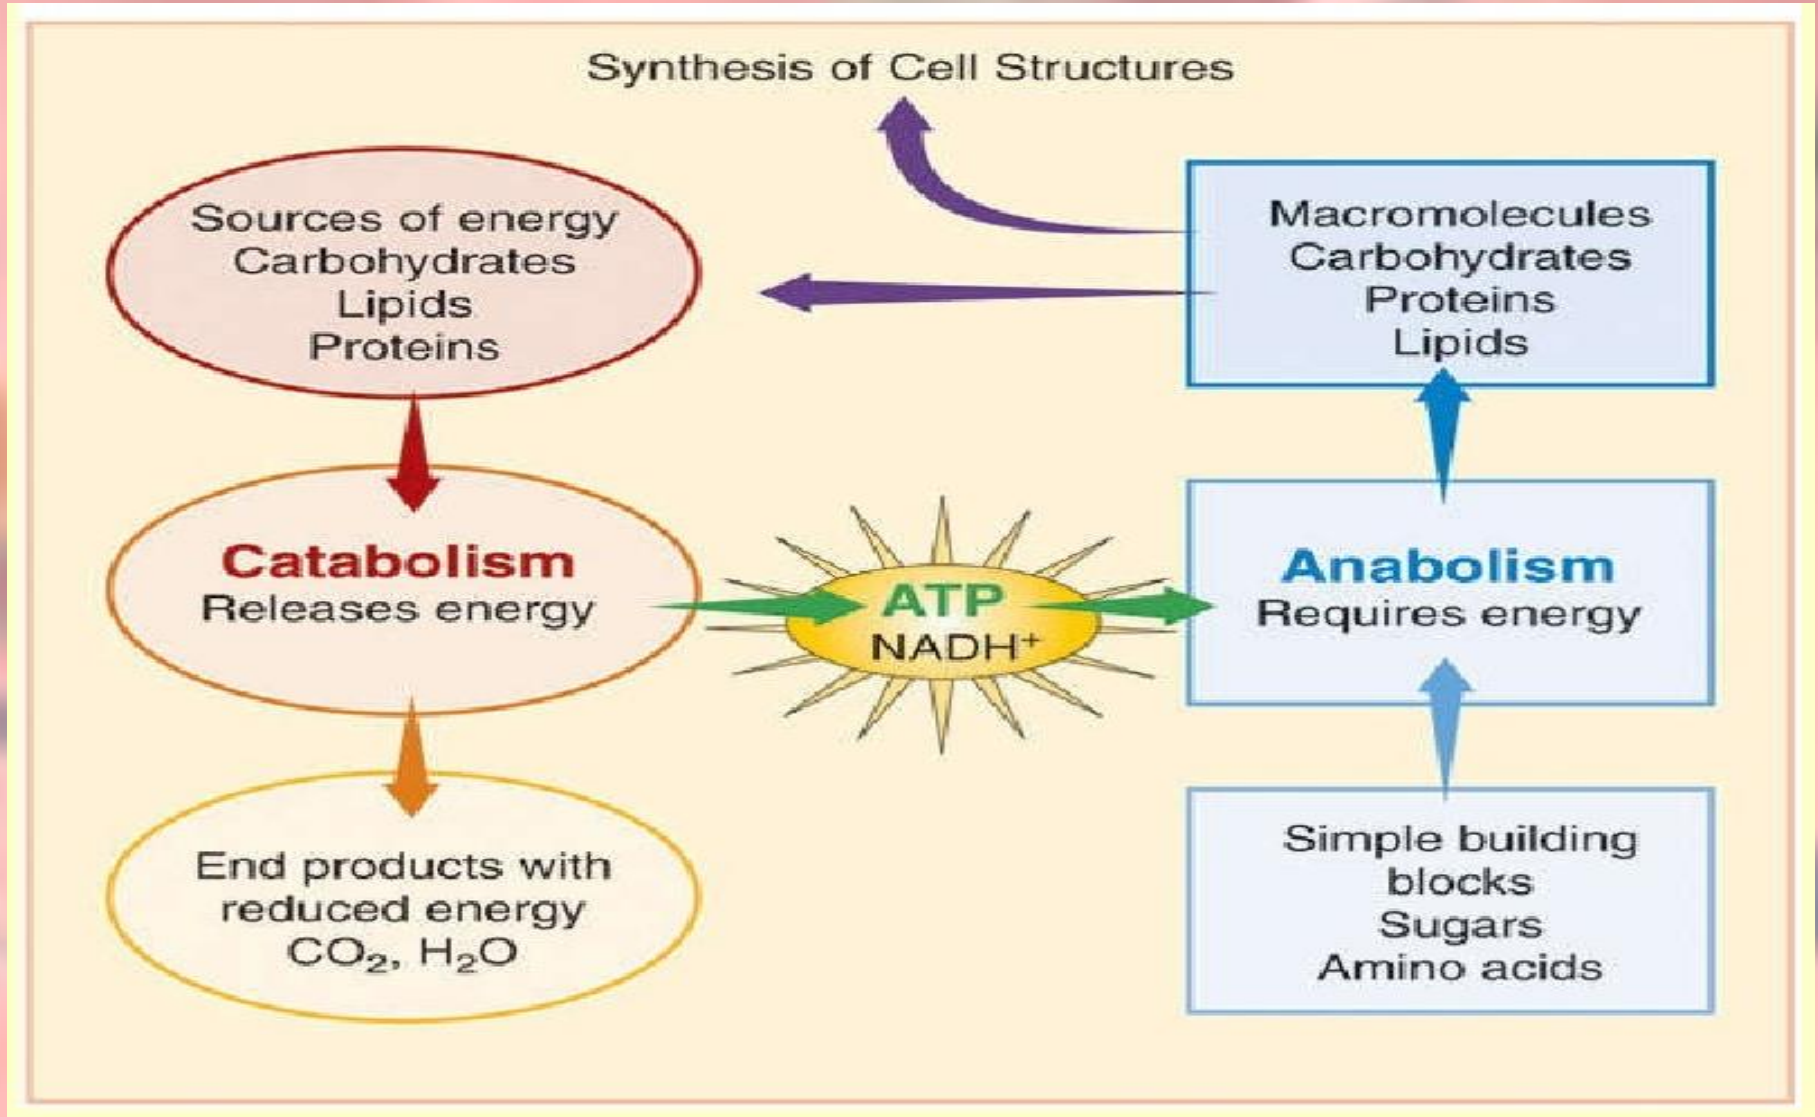 Synthesis of Cell Structures
Sources of energy
Carbohydrates
Lipids
Proteins
Macromolecules
Carbohydrates
Proteins
Lipids
Catabolism
Releases energy
ATP
NADH⁺
Anabolism
Requires energy
End products with
reduced energy
CO₂, H₂O
Simple building
blocks
Sugars
Amino acids